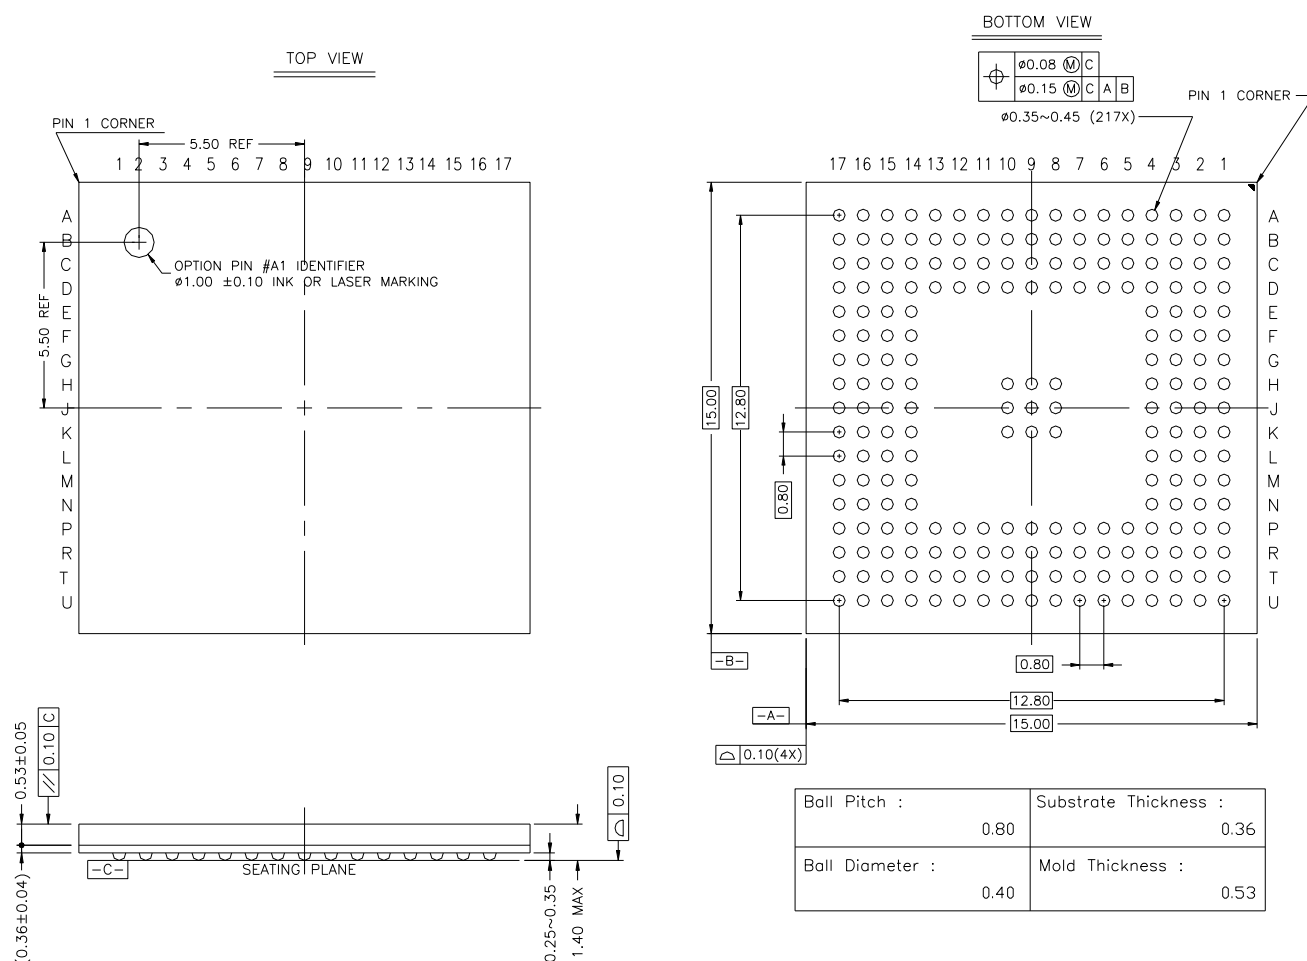 TOP VIEW
PIN 1 CORNER
5.50 REF
1 2 3 4 5 6 7 8 9 10 11 12 13 14 15 16 17
A
B
C
D
E
F
G
H
J
K
L
M
N
P
R
T
U
5.50 REF
OPTION PIN #A1 IDENTIFIER
ø1.00 ±0.10 INK OR LASER MARKING
BOTTOM VIEW
ø0.08 Ⓜ C
ø0.15 Ⓜ C A B
ø0.35~0.45 (217X)
PIN 1 CORNER
17 16 15 14 13 12 11 10 9 8 7 6 5 4 3 2 1
A
B
C
D
E
F
G
H
J
K
L
M
N
P
R
T
U
15.00
12.80
0.80
-B-
0.80
12.80
-A-
15.00
0.10(4X)
0.53±0.05
// 0.10 C
(0.36±0.04)
-C-
SEATING PLANE
0.25~0.35
1.40 MAX
0.10
Ball Pitch :
0.80
Substrate Thickness :
0.36
Ball Diameter :
0.40
Mold Thickness :
0.53